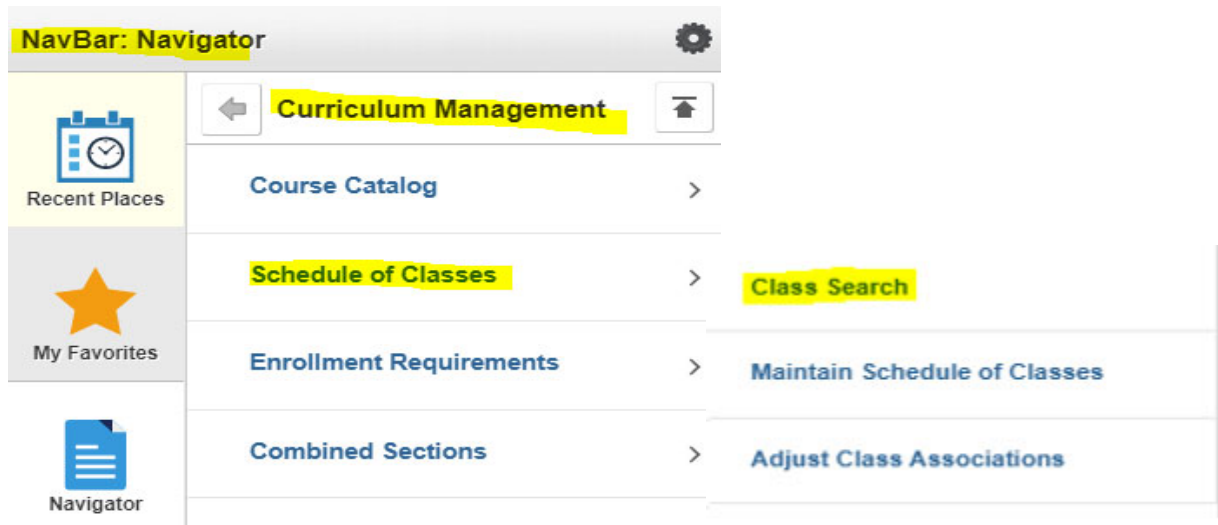 NavBar: Navigator
Curriculum Management
Recent Places
Course Catalog
My Favorites
Schedule of Classes
Enrollment Requirements
Navigator
Combined Sections
Class Search
Maintain Schedule of Classes
Adjust Class Associations